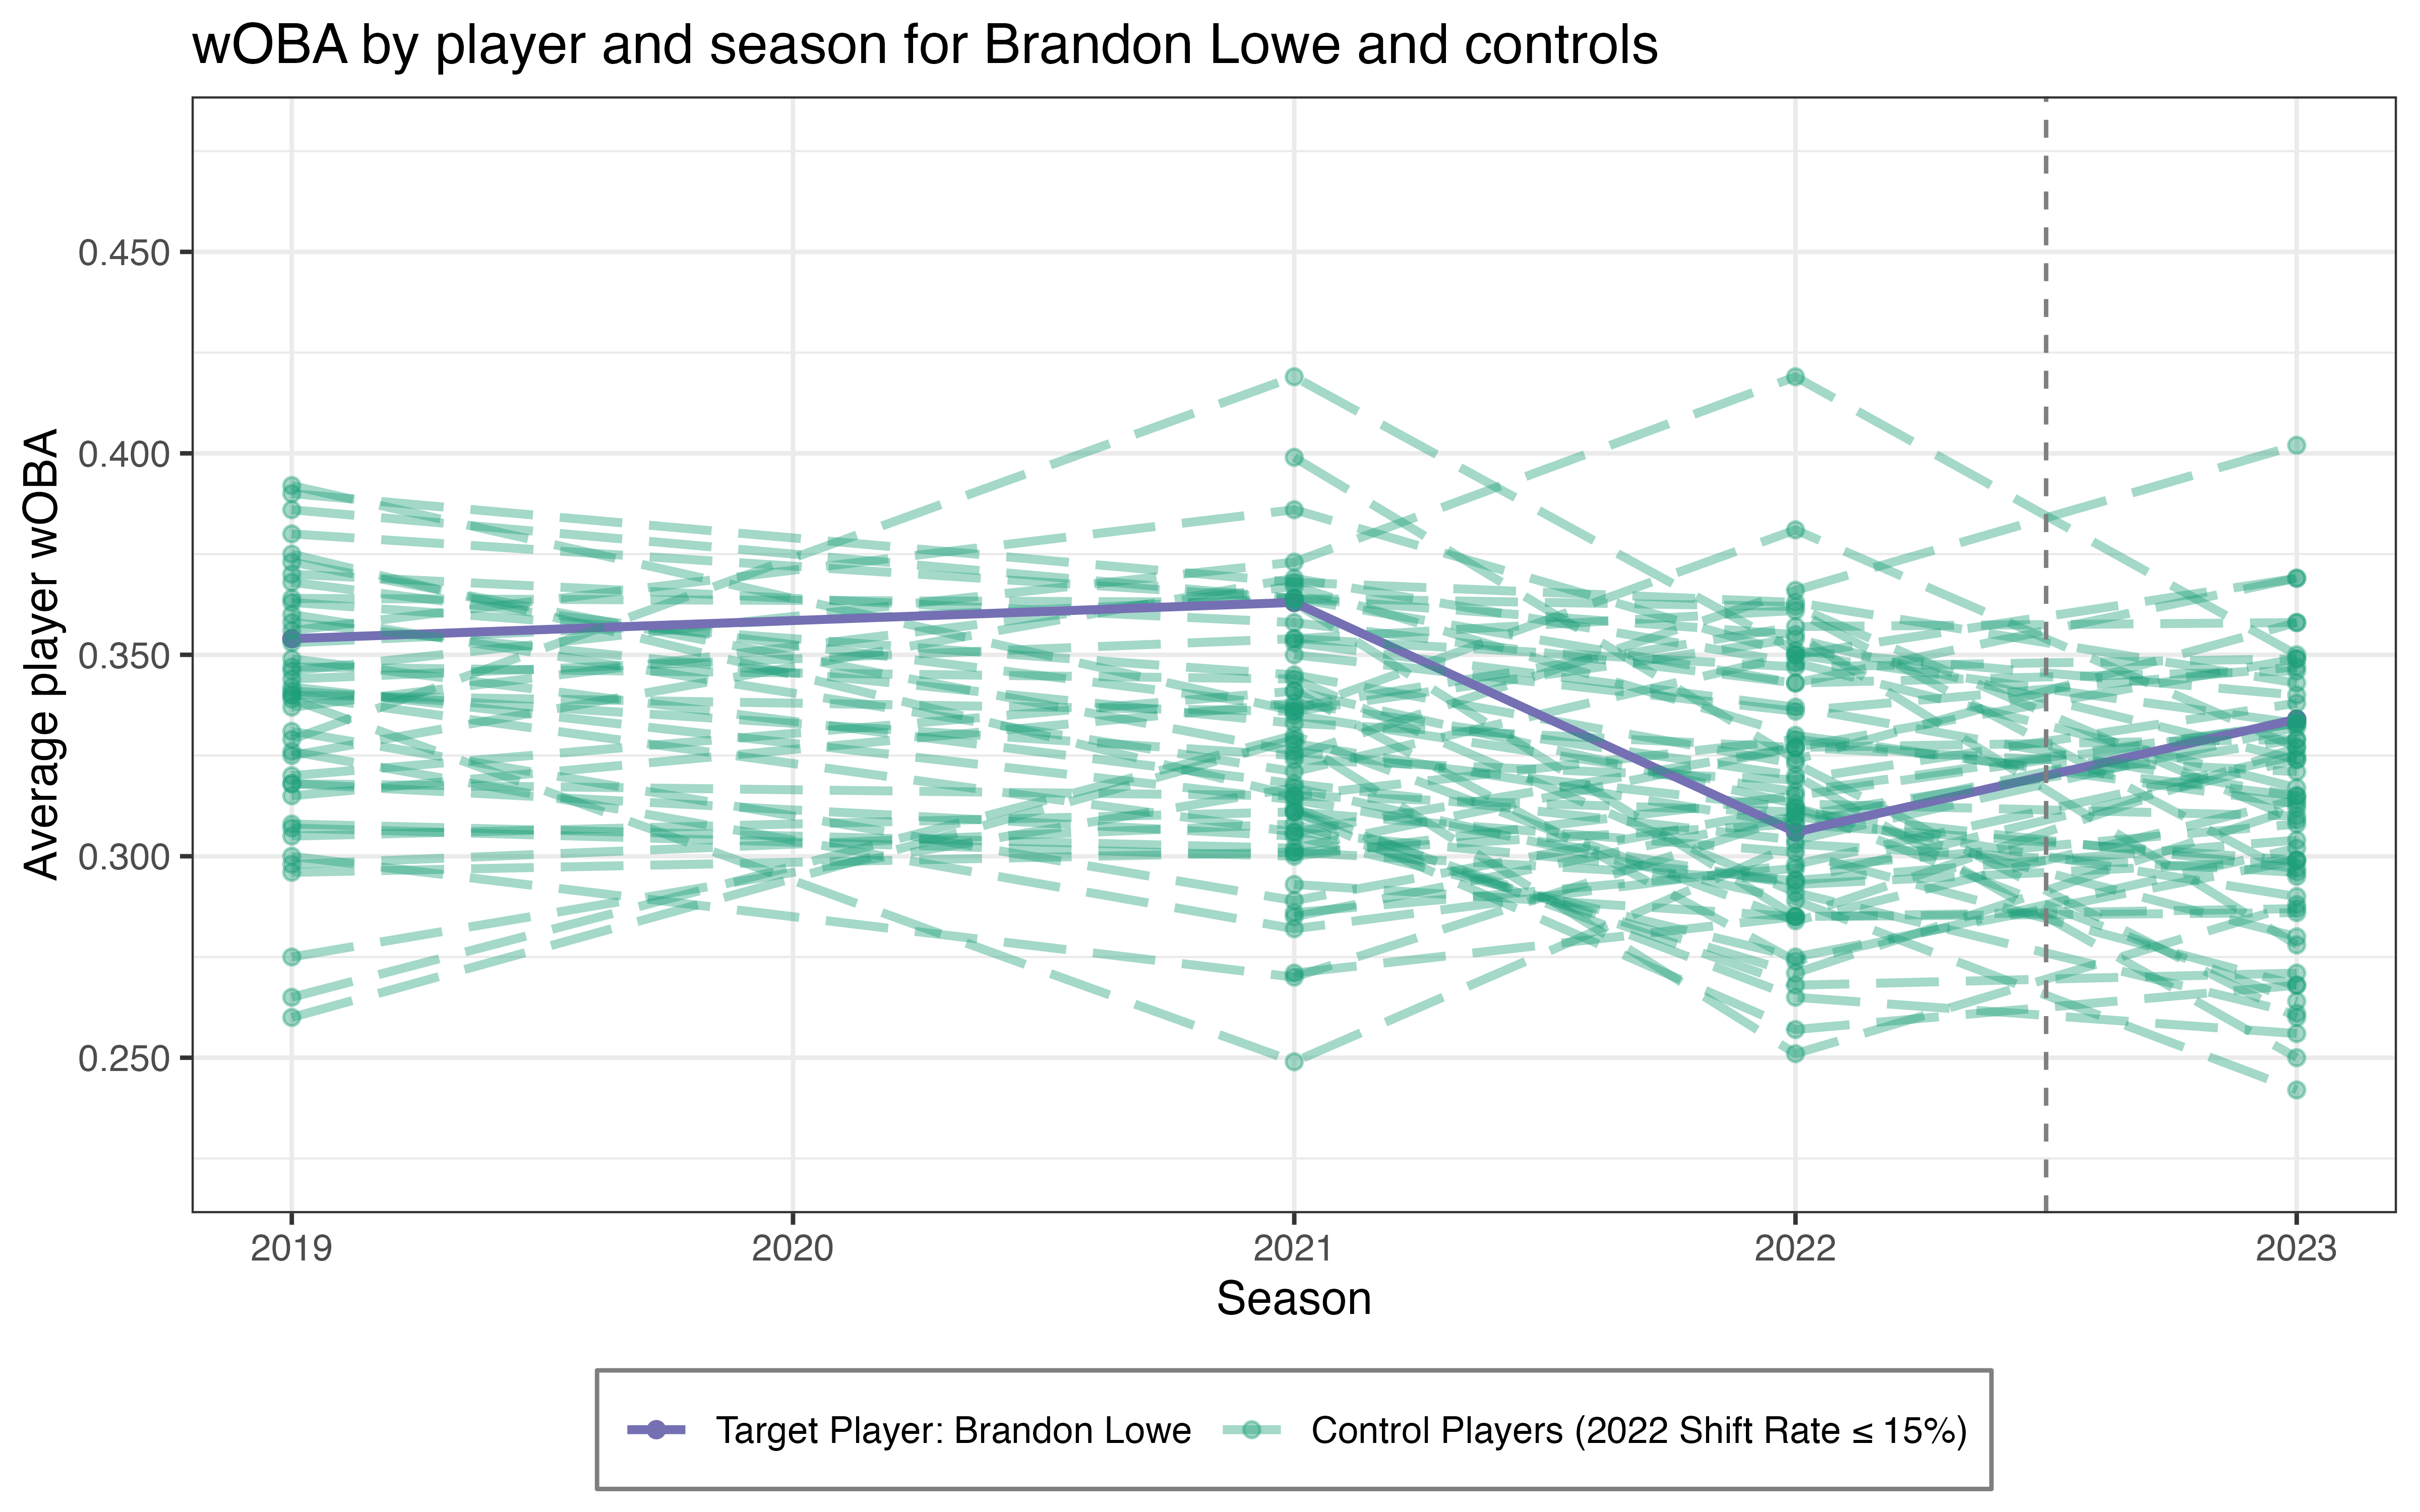 wOBA by player and season for Brandon Lowe and controls
Average player wOBA
0.450
0.400
0.350
0.300
0.250
2019 2020 2021 2022 2023
Season
Target Player: Brandon Lowe Control Players (2022 Shift Rate ≤ 15%)